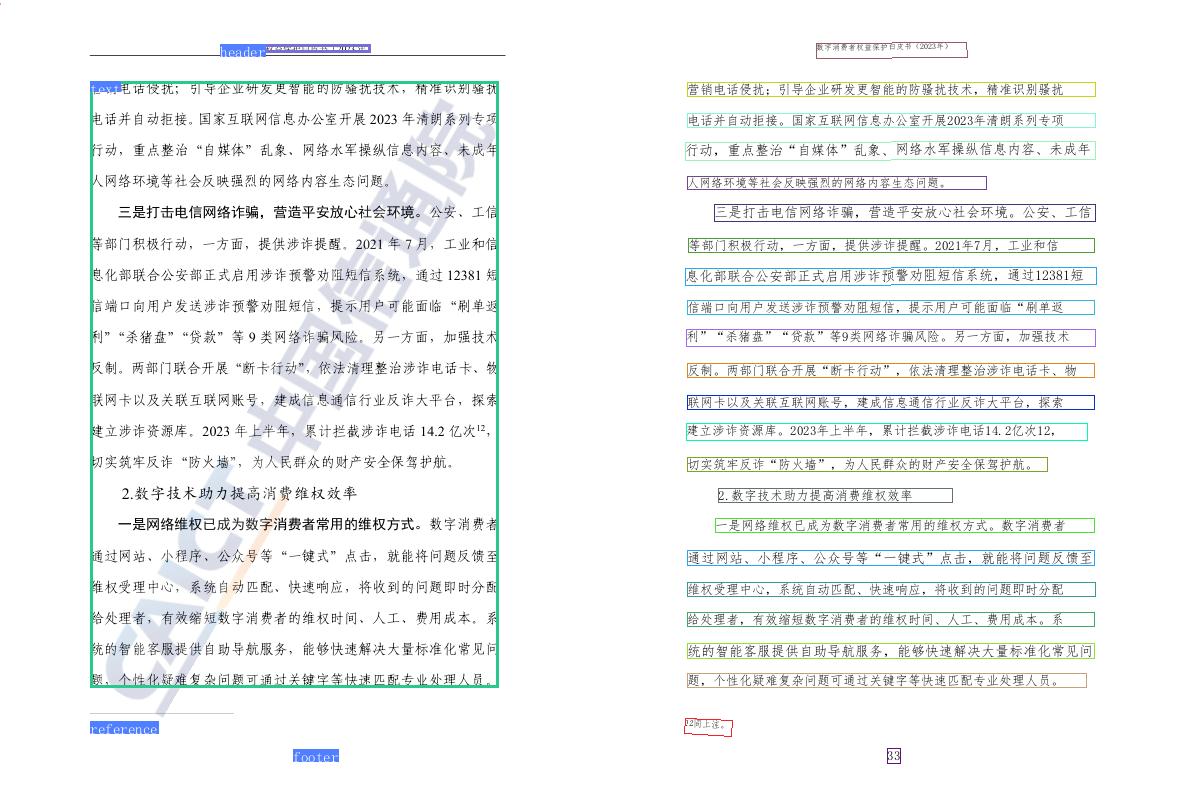 header
text电话侵扰；引导企业研发更智能的防骚扰技术，精准识别骚扰
电话并自动拒接。国家互联网信息办公室开展 2023 年清朗系列专项
行动，重点整治“自媒体”乱象、网络水军操纵信息内容、未成年
人网络环境等社会反映强烈的网络内容生态问题。
三是打击电信网络诈骗，营造平安放心社会环境。公安、工信
等部门积极行动，一方面，提供涉诈提醒。2021 年 7 月，工业和信
息化部联合公安部正式启用涉诈预警劝阻短信系统，通过 12381 短
信端口向用户发送涉诈预警劝阻短信，提示用户可能面临“刷单返
利”“杀猪盘”“贷款”等 9 类网络诈骗风险。另一方面，加强技术
反制。两部门联合开展“断卡行动”，依法清理整治涉诈电话卡、物
联网卡以及关联互联网账号，建成信息通信行业反诈大平台，探索
建立涉诈资源库。2023 年上半年，累计拦截涉诈电话 14.2 亿次¹²，
切实筑牢反诈“防火墙”，为人民群众的财产安全保驾护航。
2.数字技术助力提高消费维权效率
一是网络维权已成为数字消费者常用的维权方式。数字消费者
通过网站、小程序、公众号等“一键式”点击，就能将问题反馈至
维权受理中心，系统自动匹配、快速响应，将收到的问题即时分配
给处理者，有效缩短数字消费者的维权时间、人工、费用成本。系
统的智能客服提供自助导航服务，能够快速解决大量标准化常见问
题，个性化疑难复杂问题可通过关键字等快速匹配专业处理人员。
CAICT 中国信通院
reference
footer
数字消费者权益保护白皮书（2023年）
营销电话侵扰；引导企业研发更智能的防骚扰技术，精准识别骚扰
电话并自动拒接。国家互联网信息办公室开展2023年清朗系列专项
行动，重点整治“自媒体”乱象、网络水军操纵信息内容、未成年
人网络环境等社会反映强烈的网络内容生态问题。
三是打击电信网络诈骗，营造平安放心社会环境。公安、工信
等部门积极行动，一方面，提供涉诈提醒。2021年7月，工业和信
息化部联合公安部正式启用涉诈预警劝阻短信系统，通过12381短
信端口向用户发送涉诈预警劝阻短信，提示用户可能面临“刷单返
利”“杀猪盘”“贷款”等9类网络诈骗风险。另一方面，加强技术
反制。两部门联合开展“断卡行动”，依法清理整治涉诈电话卡、物
联网卡以及关联互联网账号，建成信息通信行业反诈大平台，探索
建立涉诈资源库。2023年上半年，累计拦截涉诈电话14.2亿次12，
切实筑牢反诈“防火墙”，为人民群众的财产安全保驾护航。
2.数字技术助力提高消费维权效率
一是网络维权已成为数字消费者常用的维权方式。数字消费者
通过网站、小程序、公众号等“一键式”点击，就能将问题反馈至
维权受理中心，系统自动匹配、快速响应，将收到的问题即时分配
给处理者，有效缩短数字消费者的维权时间、人工、费用成本。系
统的智能客服提供自助导航服务，能够快速解决大量标准化常见问
题，个性化疑难复杂问题可通过关键字等快速匹配专业处理人员。
12同上注。
33